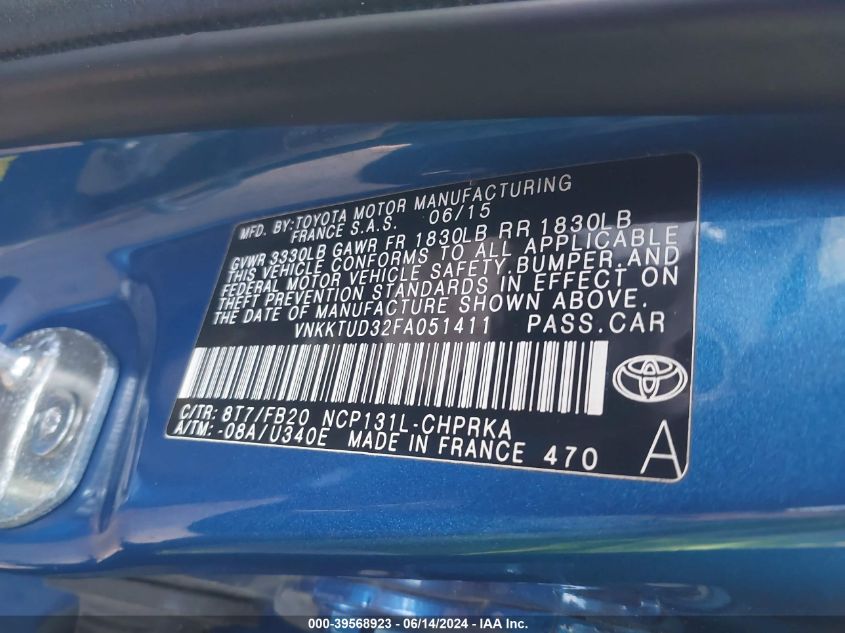 MFD. BY:TOYOTA MOTOR MANUFACTURING
FRANCE S.A.S. 06/15
GVWR 3330LB GAWR FR 1830LB RR 1830LB
THIS VEHICLE CONFORMS TO ALL APPLICABLE
FEDERAL MOTOR VEHICLE SAFETY,BUMPER,AND
THEFT PREVENTION STANDARDS IN EFFECT ON
THE DATE OF MANUFACTURE SHOWN ABOVE.
VNKKTUD32FA051411 PASS.CAR
C/TR: 8T7/FB20 NCP131L-CHPRKA
A/TM: -08A/U340E MADE IN FRANCE 470 A
000-39568923 - 06/14/2024 - IAA Inc.